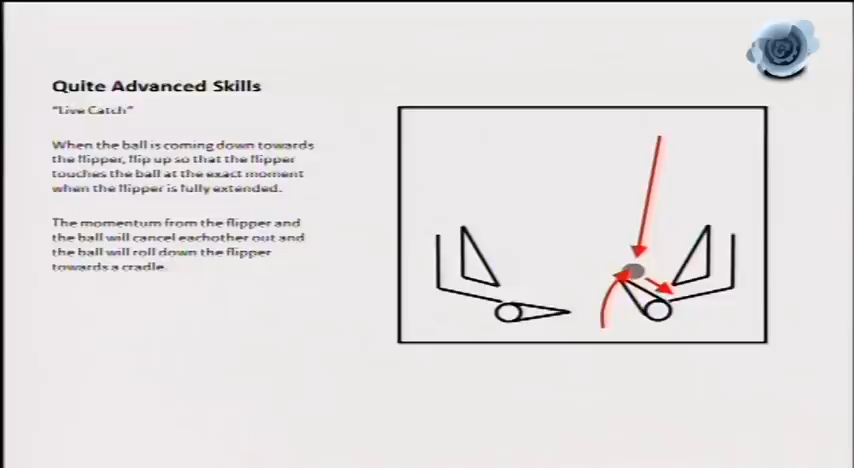 Quite Advanced Skills
"Live Catch"
When the ball is coming down towards
the flipper, flip up so that the flipper
touches the ball at the exact moment
when the flipper is fully extended.
The momentum from the flipper and
the ball will cancel eachother out and
the ball will roll down the flipper
towards a cradle.